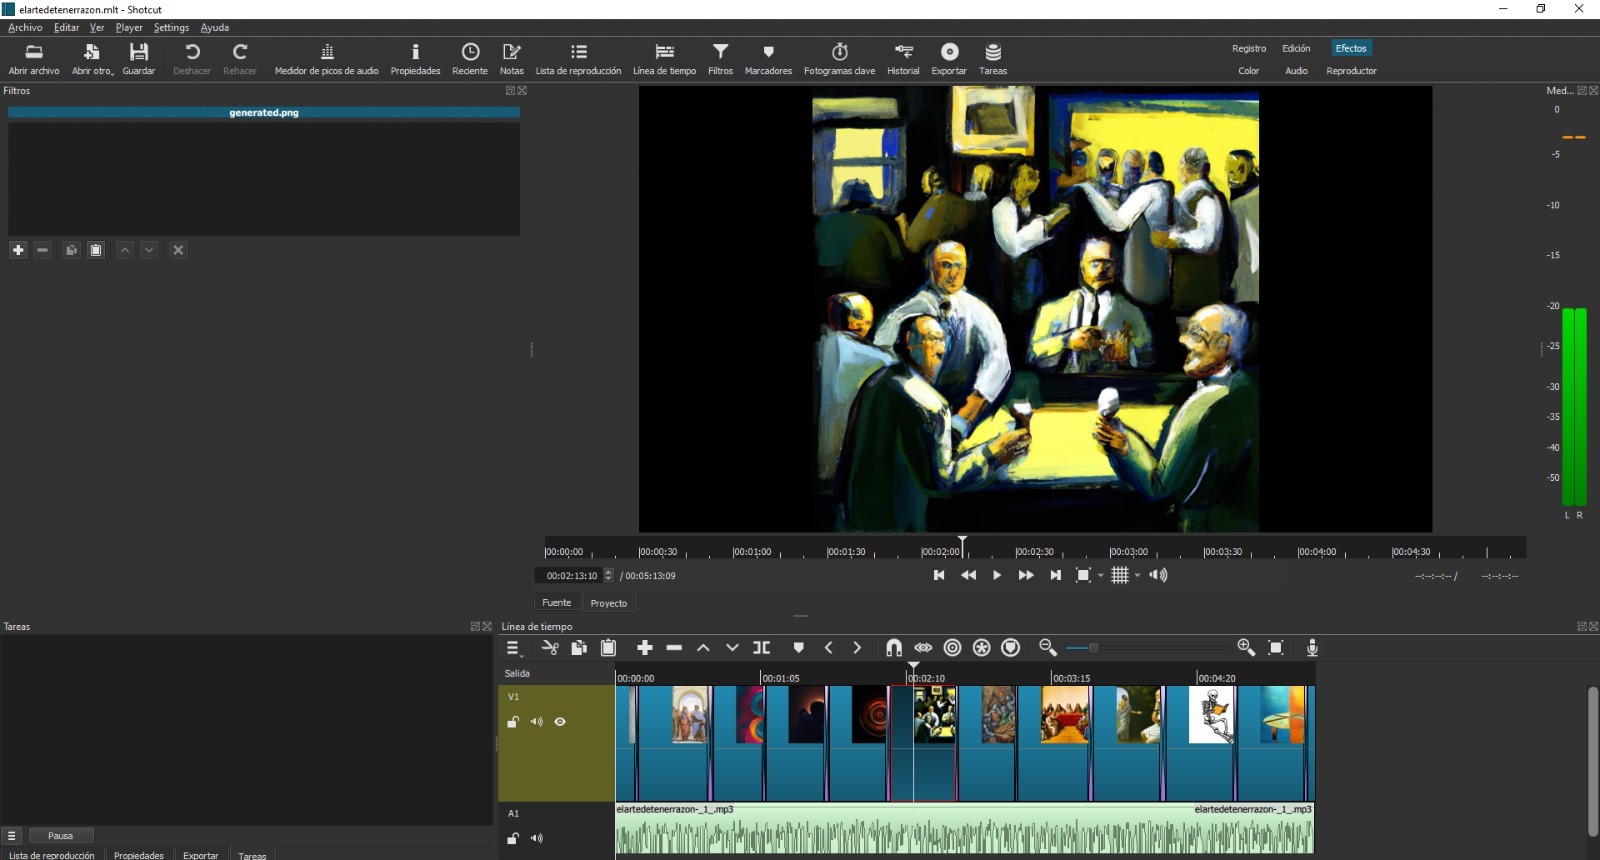 elartedetenerrazon.mlt - Shotcut
Archivo Editar Ver Player Settings Ayuda
Abrir archivo Abrir otro Guardar Deshacer Rehacer Medidor de picos de audio Propiedades Reciente Notas Lista de reproducción Línea de tiempo Filtros Marcadores Fotogramas clave Historial Exportar Tareas
Registro Edición Efectos
Color Audio Reproductor
Filtros
Med...
generated.png
0
-5
-10
-15
-20
-25
-30
-35
-40
-50
L R
00:00:00 00:00:30 00:01:00 00:01:30 00:02:00 00:02:30 00:03:00 00:03:30 00:04:00 00:04:30
00:02:13:10 / 00:05:13:09 --:--:--:-- / --:--:--:--
Fuente Proyecto
Tareas
Línea de tiempo
Salida
00:00:00 00:01:05 00:02:10 00:03:15 00:04:20
V1
A1
elartedetenerrazon-_1_.mp3 elartedetenerrazon-_1_.mp3
Pausa
Lista de reproducción Propiedades Exportar Tareas